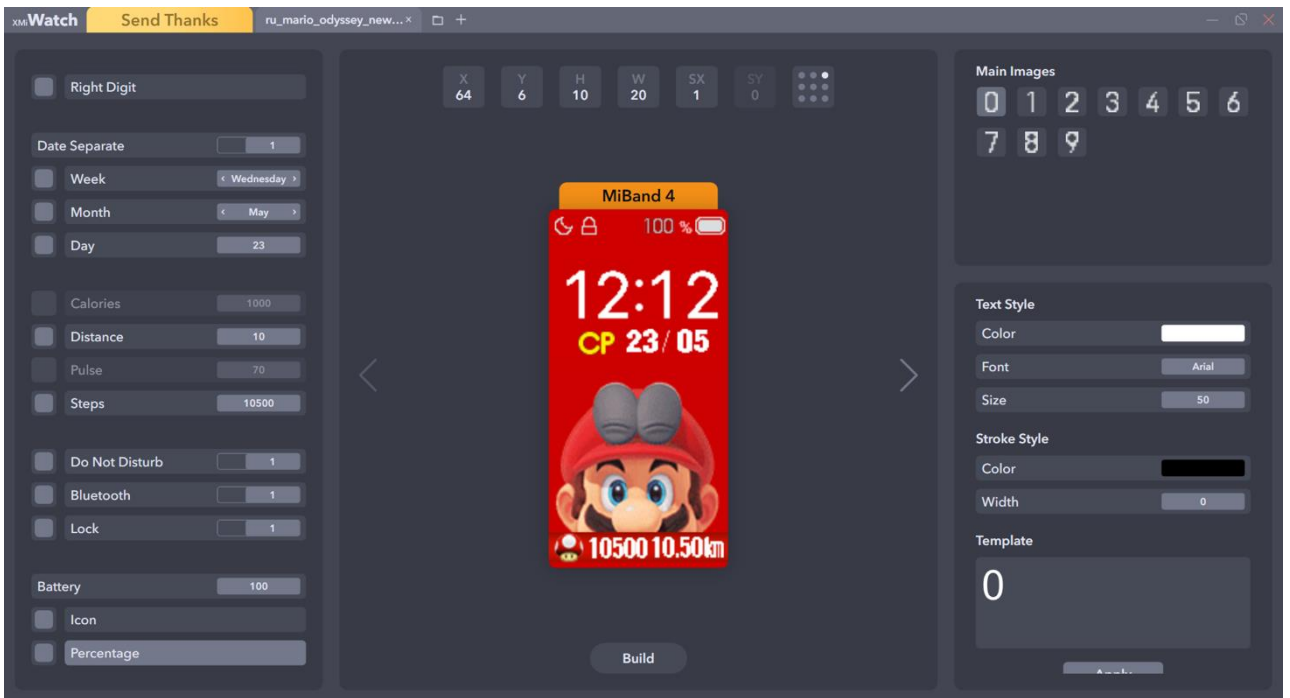 XMiWatch
Send Thanks
ru_mario_odyssey_new...×
Right Digit
Date Separate 1
Week ‹ Wednesday ›
Month ‹ May ›
Day 23
Calories 1000
Distance 10
Pulse 70
Steps 10500
Do Not Disturb 1
Bluetooth 1
Lock 1
Battery 100
Icon
Percentage
X Y H W SX SY
64 6 10 20 1 0
MiBand 4
100 %
12:12
CP 23/05
10500 10.50km
Build
Main Images
0 1 2 3 4 5 6
7 8 9
Text Style
Color
Font Arial
Size 50
Stroke Style
Color
Width 0
Template
0